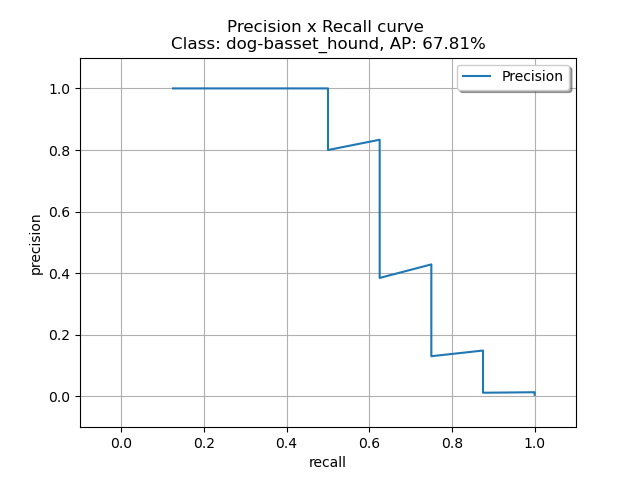 Precision x Recall curve
Class: dog-basset_hound, AP: 67.81%
Precision
1.0
0.8
0.6
0.4
0.2
0.0
precision
0.0 0.2 0.4 0.6 0.8 1.0
recall